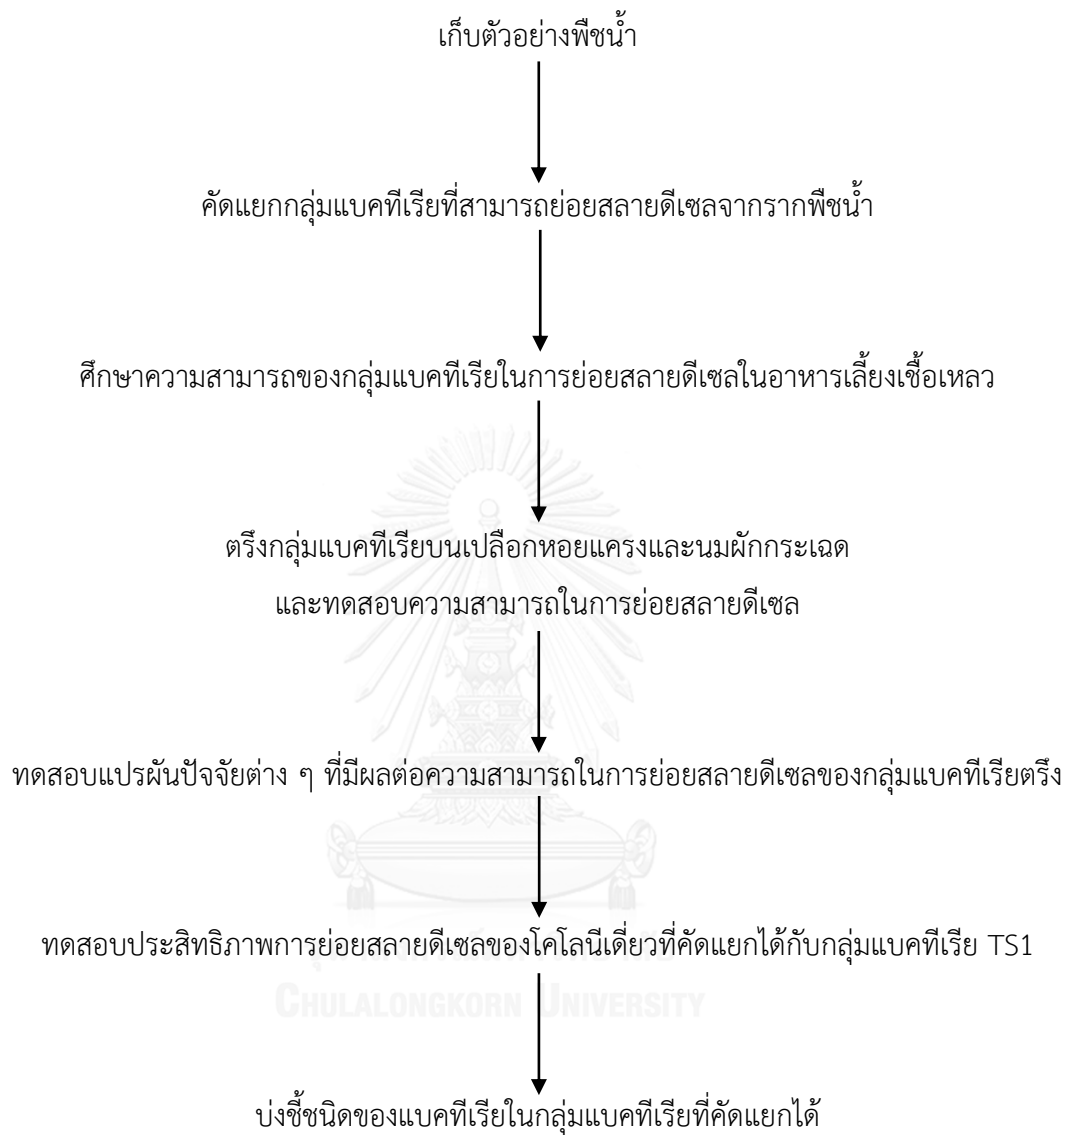 เก็บตัวอย่างพืชน้ำ
คัดแยกกลุ่มแบคทีเรียที่สามารถย่อยสลายดีเซลจากรากพืชน้ำ
ศึกษาความสามารถของกลุ่มแบคทีเรียในการย่อยสลายดีเซลในอาหารเลี้ยงเชื้อเหลว
ตรึงกลุ่มแบคทีเรียบนเปลือกหอยแครงและนมผักกระเฉด
และทดสอบความสามารถในการย่อยสลายดีเซล
ทดสอบแปรผันปัจจัยต่าง ๆ ที่มีผลต่อความสามารถในการย่อยสลายดีเซลของกลุ่มแบคทีเรียตรึง
ทดสอบประสิทธิภาพการย่อยสลายดีเซลของโคโลนีเดี่ยวที่คัดแยกได้กับกลุ่มแบคทีเรีย TS1
CHULALONGKORN UNIVERSITY
บ่งชี้ชนิดของแบคทีเรียในกลุ่มแบคทีเรียที่คัดแยกได้